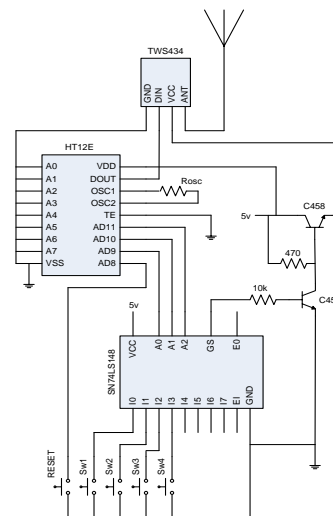 TWS434
GND DIN VCC ANT
HT12E
A0 VDD
A1 DOUT
A2 OSC1
A3 OSC2
A4 TE
A5 AD11
A6 AD10
A7 AD9
VSS AD8
Rosc
5v
C458
470
10k
C45
5v
VCC A0 A1 A2 GS E0
SN74LS148
I0 I1 I2 I3 I4 I5 I6 I7 EI GND
RESET
Sw1
Sw2
Sw3
Sw4